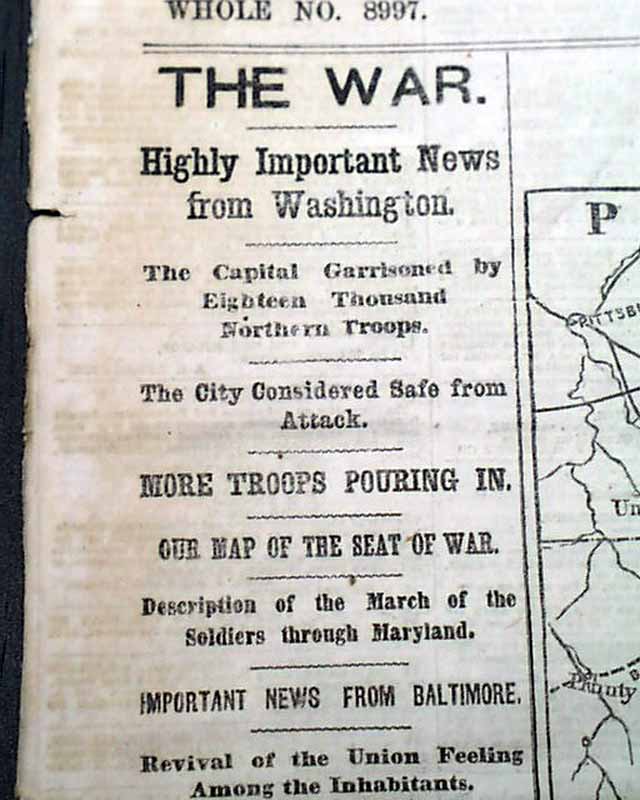 WHOLE NO. 8997.
THE WAR.
Highly Important News
from Washington.
The Capital Garrisoned by
Eighteen Thousand
Northern Troops.
The City Considered Safe from
Attack.
MORE TROOPS POURING IN.
OUR MAP OF THE SEAT OF WAR.
Description of the March of the
Soldiers through Maryland.
IMPORTANT NEWS FROM BALTIMORE.
Revival of the Union Feeling
Among the Inhabitants.
P
PITTSBU
Un